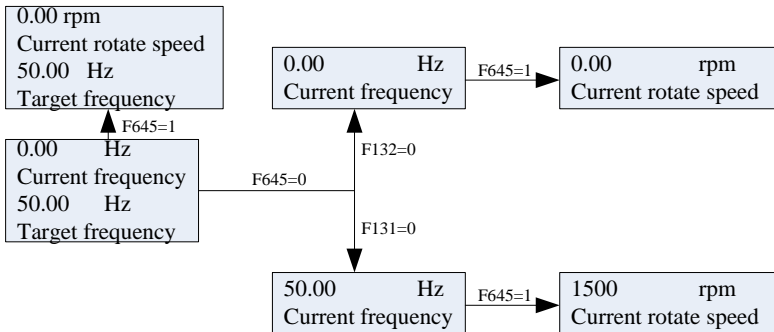 0.00 rpm
Current rotate speed
50.00 Hz
Target frequency
F645=1
0.00 Hz
Current frequency
50.00 Hz
Target frequency
F645=0
F132=0
F131=0
0.00 Hz
Current frequency
F645=1
0.00 rpm
Current rotate speed
50.00 Hz
Current frequency
F645=1
1500 rpm
Current rotate speed